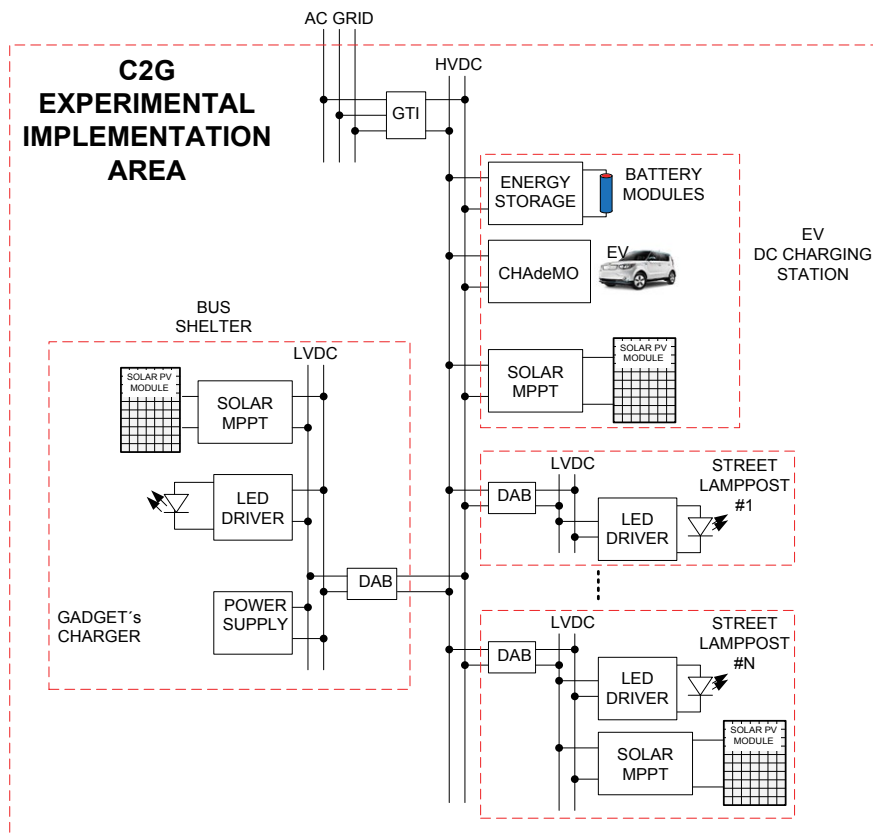 AC GRID
C2G
EXPERIMENTAL
IMPLEMENTATION
AREA
HVDC
GTI
ENERGY
STORAGE
BATTERY
MODULES
CHAdeMO
EV
EV
DC CHARGING
STATION
SOLAR
MPPT
SOLAR PV
MODULE
BUS
SHELTER
LVDC
SOLAR PV
MODULE
SOLAR
MPPT
LED
DRIVER
DAB
GADGET´s
CHARGER
POWER
SUPPLY
LVDC
STREET
LAMPPOST
#1
DAB
LED
DRIVER
LVDC
STREET
LAMPPOST
#N
DAB
LED
DRIVER
SOLAR
MPPT
SOLAR PV
MODULE